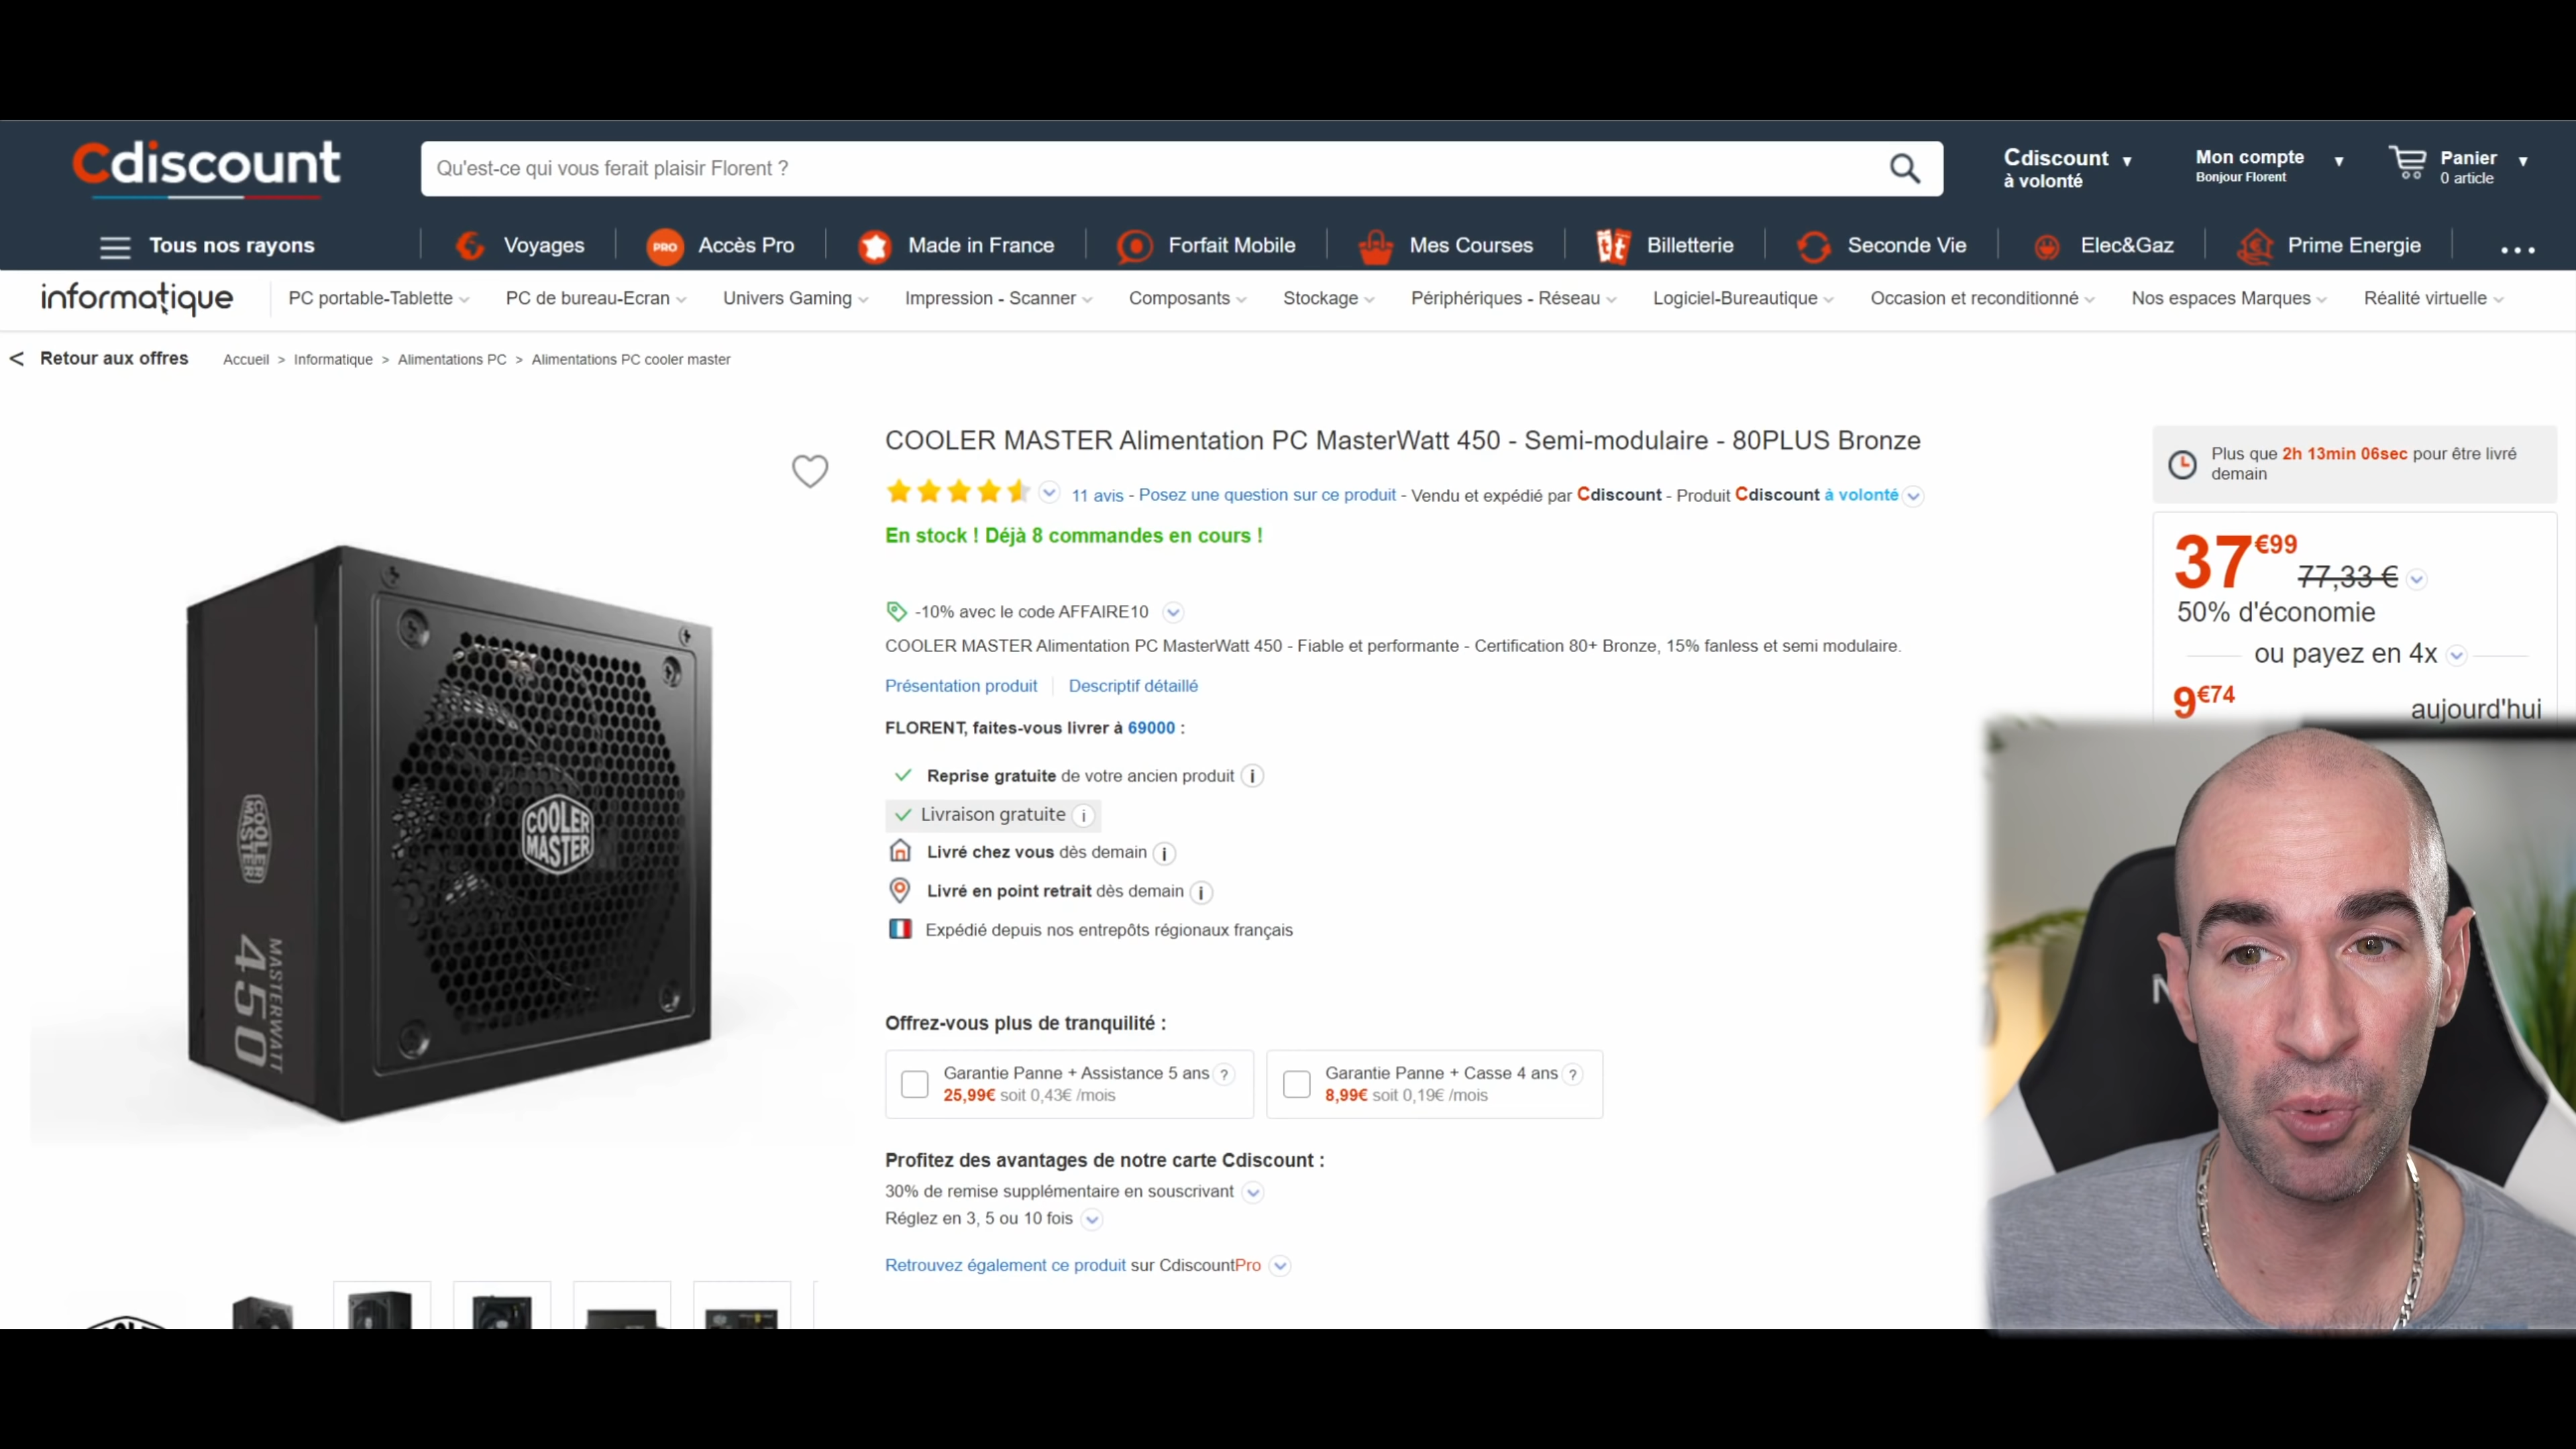 Cdiscount
Qu'est-ce qui vous ferait plaisir Florent ?
Cdiscount
à volonté
Mon compte
Bonjour Florent
Panier
0 article
Tous nos rayons
Voyages
PRO Accès Pro
Made in France
Forfait Mobile
Mes Courses
Billetterie
Seconde Vie
Elec&Gaz
Prime Energie
...
informatique
PC portable-Tablette
PC de bureau-Ecran
Univers Gaming
Impression - Scanner
Composants
Stockage
Périphériques - Réseau
Logiciel-Bureautique
Occasion et reconditionné
Nos espaces Marques
Réalité virtuelle
< Retour aux offres
Accueil > Informatique > Alimentations PC > Alimentations PC cooler master
COOLER MASTER Alimentation PC MasterWatt 450 - Semi-modulaire - 80PLUS Bronze
11 avis - Posez une question sur ce produit - Vendu et expédié par Cdiscount - Produit Cdiscount à volonté
En stock ! Déjà 8 commandes en cours !
-10% avec le code AFFAIRE10
COOLER MASTER Alimentation PC MasterWatt 450 - Fiable et performante - Certification 80+ Bronze, 15% fanless et semi modulaire.
Présentation produit
Descriptif détaillé
FLORENT, faites-vous livrer à 69000 :
Reprise gratuite de votre ancien produit i
Livraison gratuite i
Livré chez vous dès demain i
Livré en point retrait dès demain i
Expédié depuis nos entrepôts régionaux français
Offrez-vous plus de tranquilité :
Garantie Panne + Assistance 5 ans ?
25,99€ soit 0,43€ /mois
Garantie Panne + Casse 4 ans ?
8,99€ soit 0,19€ /mois
Profitez des avantages de notre carte Cdiscount :
30% de remise supplémentaire en souscrivant
Réglez en 3, 5 ou 10 fois
Retrouvez également ce produit sur CdiscountPro
Plus que 2h 13min 06sec pour être livré
demain
37€99
77,33 €
50% d'économie
ou payez en 4x
9€74
aujourd'hui
COOLER
MASTER
COOLER
MASTER
MASTERWATT
450
N